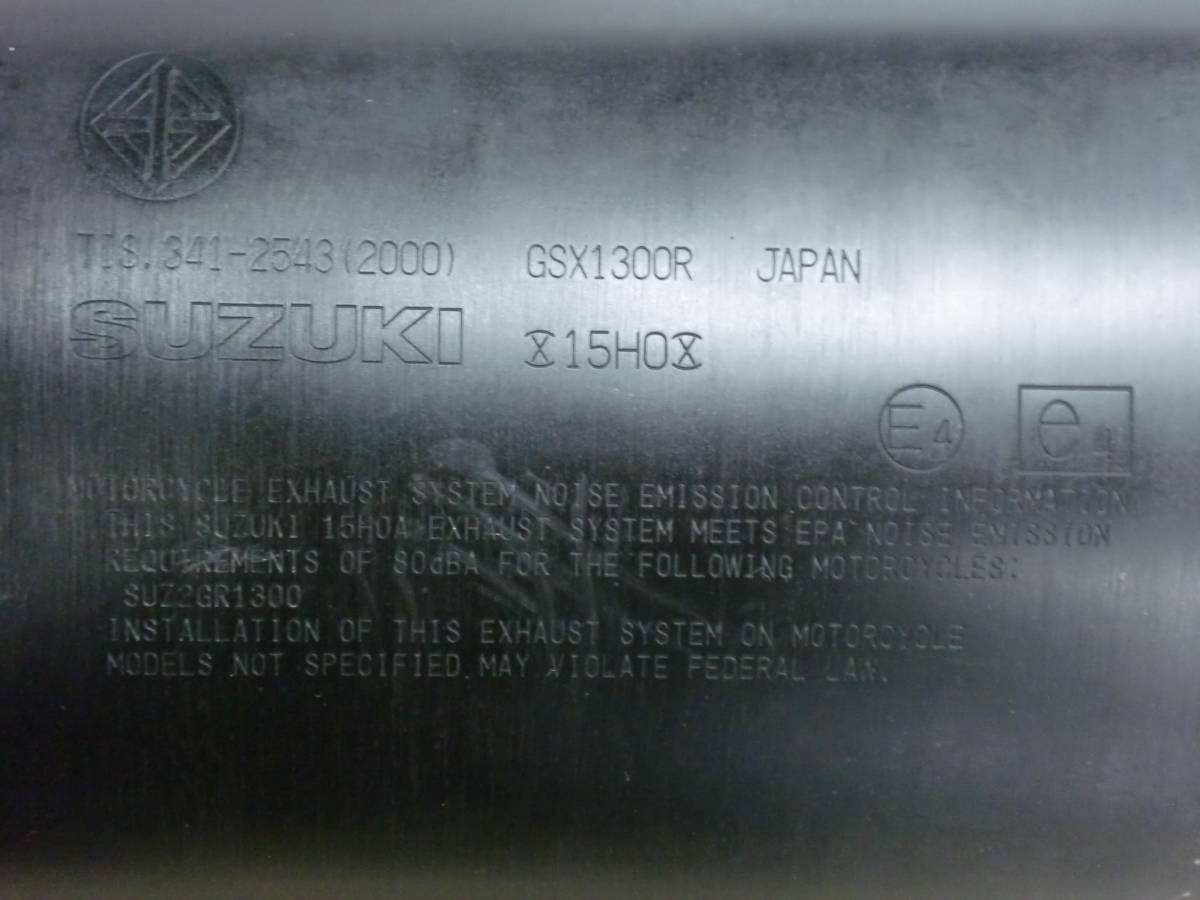 TIS.341-2543(2000) GSX1300R JAPAN
SUZUKI 15H0
E4 e4
MOTORCYCLE EXHAUST SYSTEM NOISE EMISSION CONTROL INFORMATION
THIS SUZUKI 15H0A EXHAUST SYSTEM MEETS EPA NOISE EMISSION
REQUIREMENTS OF 80dBA FOR THE FOLLOWING MOTORCYCLES:
SUZ2GR1300
INSTALLATION OF THIS EXHAUST SYSTEM ON MOTORCYCLE
MODELS NOT SPECIFIED MAY VIOLATE FEDERAL LAW.